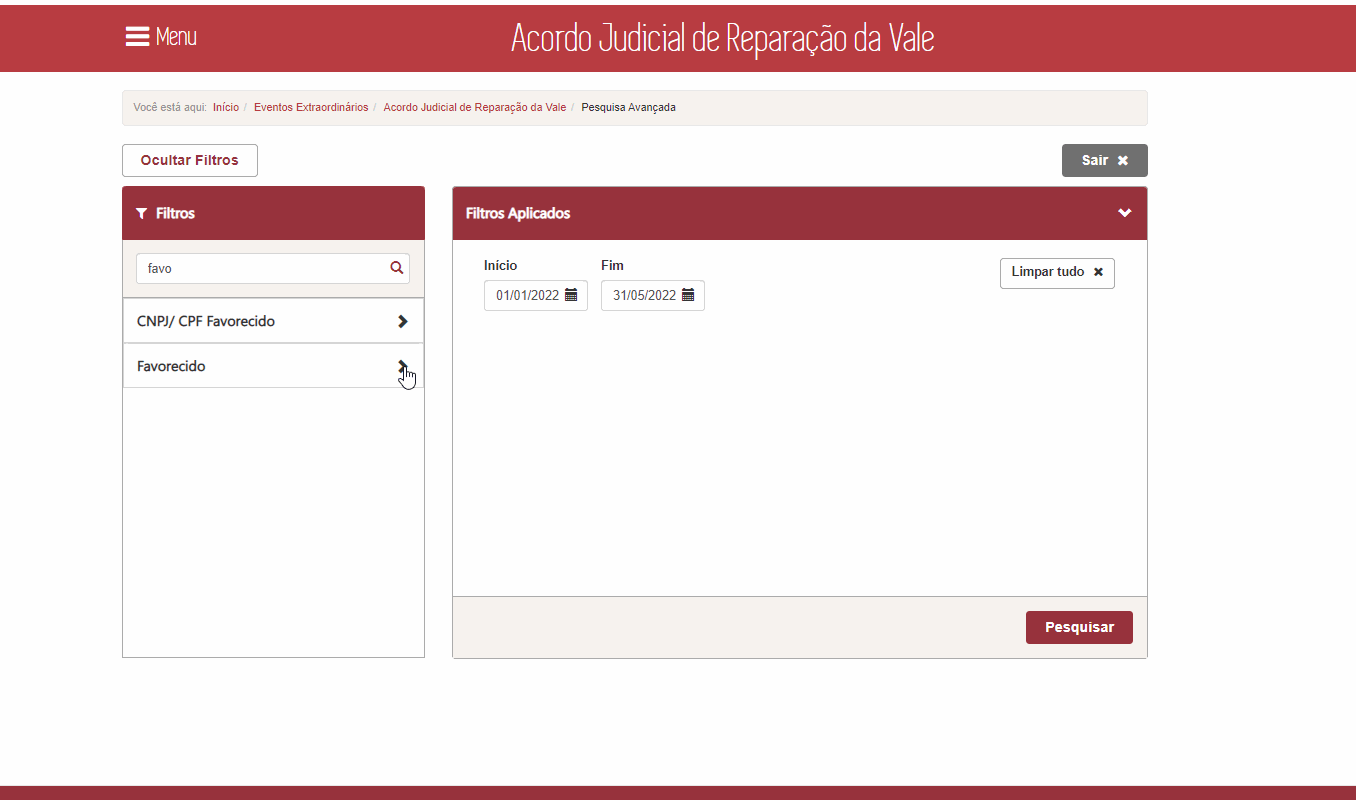 Menu
Acordo Judicial de Reparação da Vale
Você está aqui: Início / Eventos Extraordinários / Acordo Judicial de Reparação da Vale / Pesquisa Avançada
Ocultar Filtros
Sair
Filtros
favo
CNPJ/ CPF Favorecido
Favorecido
Filtros Aplicados
Início Fim
01/01/2022 31/05/2022
Limpar tudo
Pesquisar